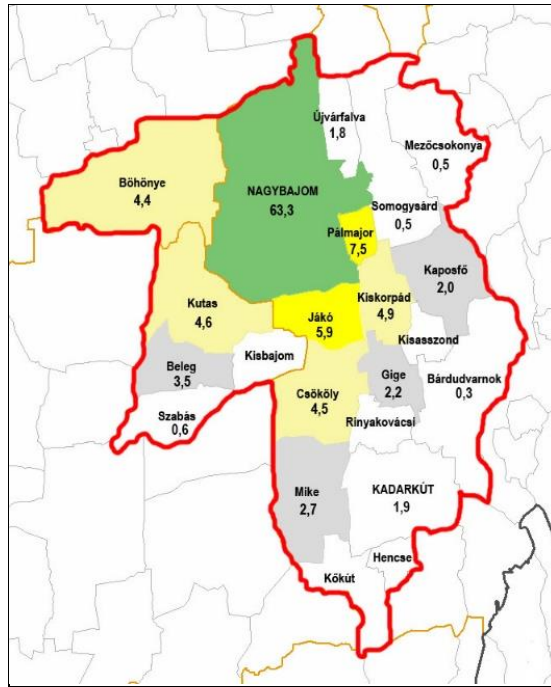 Újvárfalva
1,8
Mezőcsokonya
0,5
Böhönye
4,4
NAGYBAJOM
63,3
Somogysárd
0,5
Pálmajor
7,5
Kaposfő
2,0
Kutas
4,6
Jákó
5,9
Kiskorpád
4,9
Kisasszond
Kisbajom
Beleg
3,5
Gige
2,2
Bárdudvarnok
0,3
Csököly
4,5
Szabás
0,6
Rinyakovácsi
Mike
2,7
KADARKÚT
1,9
Hencse
Kőkút